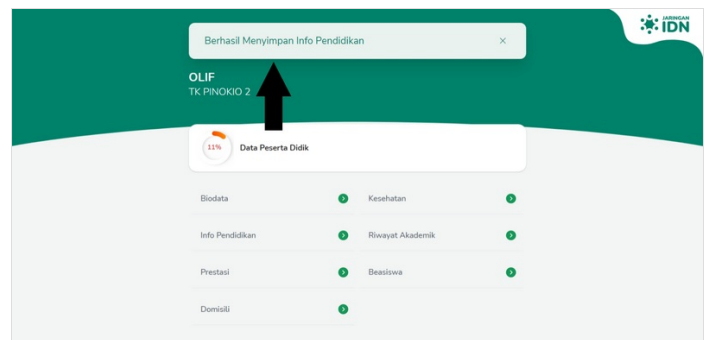 JARINGAN
IDN
Berhasil Menyimpan Info Pendidikan ×
OLIF
TK PINOKIO 2
11% Data Peserta Didik
Biodata
Kesehatan
Info Pendidikan
Riwayat Akademik
Prestasi
Beasiswa
Domisili